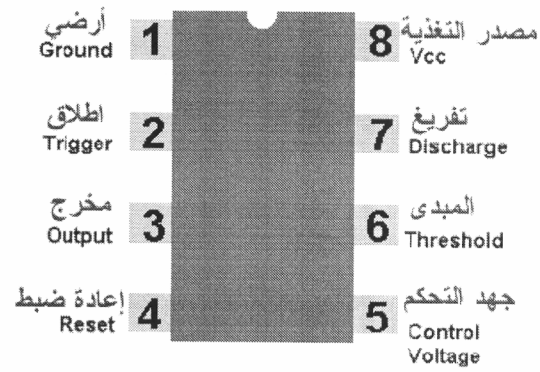 أرضي
Ground
1
8
مصدر التغذية
Vcc
اطلاق
Trigger
2
7
تفريغ
Discharge
مخرج
Output
3
6
المبدى
Threshold
إعادة ضبط
Reset
4
5
جهد التحكم
Control
Voltage